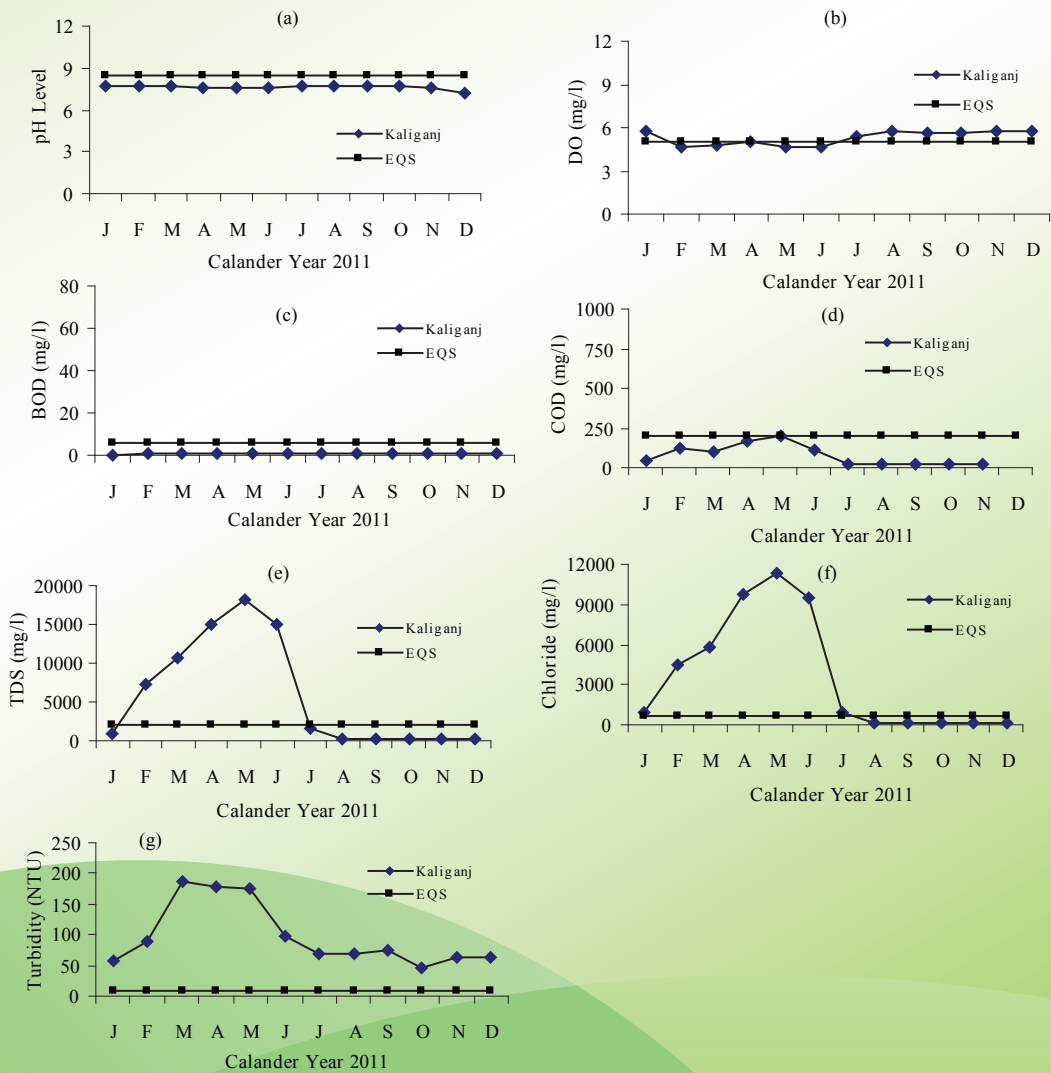 (a)
12
9
6
3
0
pH Level
Kaliganj
EQS
J F M A M J J A S O N D
Calander Year 2011
(b)
12
9
6
3
0
DO (mg/l)
Kaliganj
EQS
J F M A M J J A S O N D
Calander Year 2011
(c)
80
60
40
20
0
BOD (mg/l)
Kaliganj
EQS
J F M A M J J A S O N D
Calander Year 2011
(d)
1000
750
500
250
0
COD (mg/l)
Kaliganj
EQS
J F M A M J J A S O N D
Calander Year 2011
(e)
20000
15000
10000
5000
0
TDS (mg/l)
Kaliganj
EQS
J F M A M J J A S O N D
Calander Year 2011
(f)
12000
9000
6000
3000
0
Chloride (mg/l)
Kaliganj
EQS
J F M A M J J A S O N D
Calander Year 2011
(g)
250
200
150
100
50
0
Turbidity (NTU)
Kaliganj
EQS
J F M A M J J A S O N D
Calander Year 2011